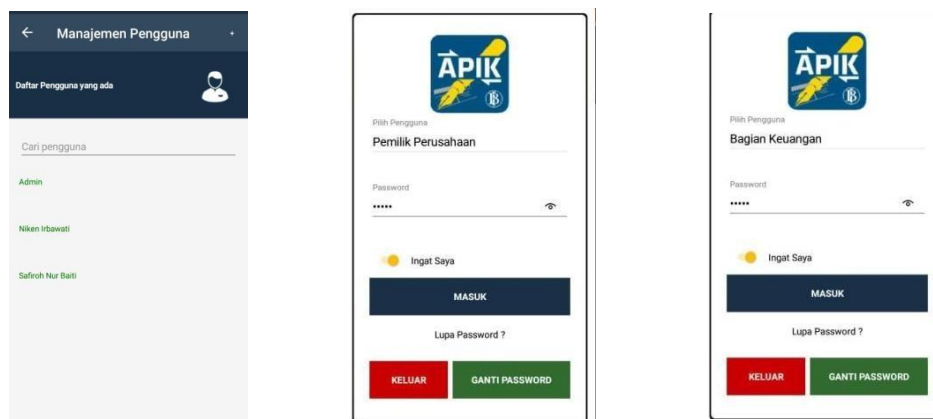 Manajemen Pengguna +
Daftar Pengguna yang ada
Cari pengguna
Admin
Niken Irbawati
Safiroh Nur Baiti
APIK
Pilih Pengguna
Pemilik Perusahaan
Password
•••••
Ingat Saya
MASUK
Lupa Password ?
KELUAR GANTI PASSWORD
APIK
Pilih Pengguna
Bagian Keuangan
Password
•••••
Ingat Saya
MASUK
Lupa Password ?
KELUAR GANTI PASSWORD